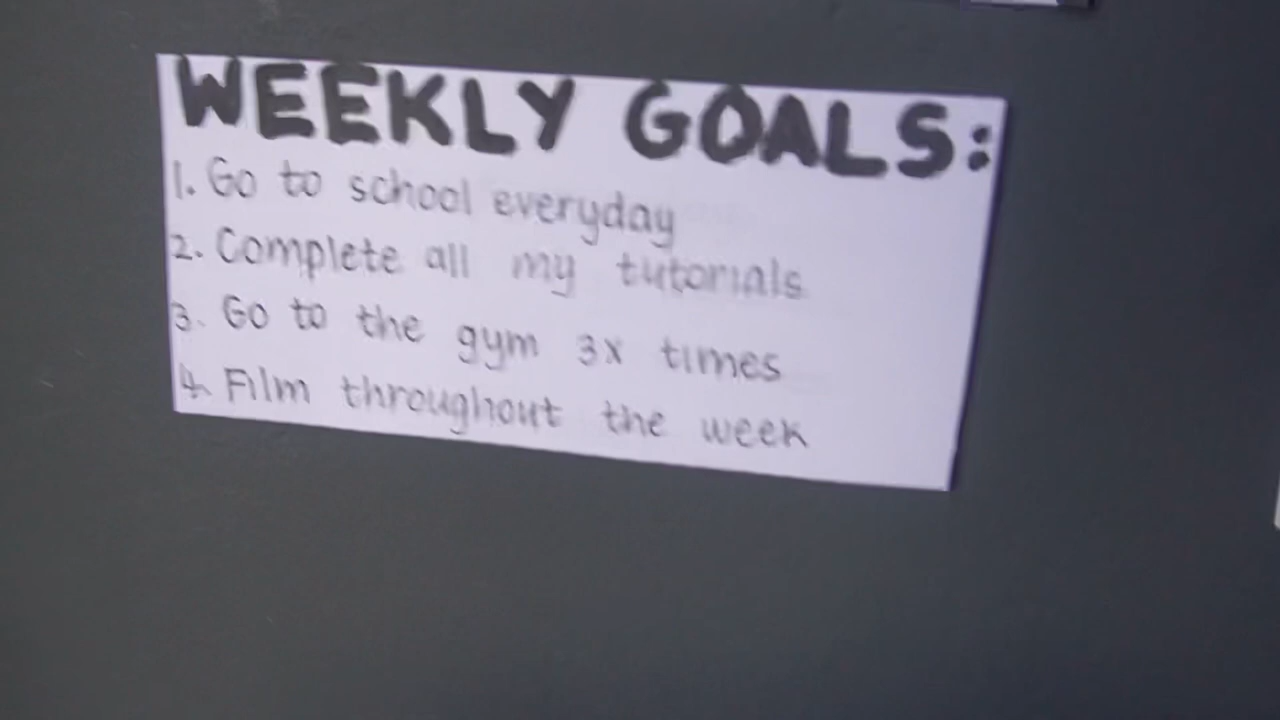 WEEKLY GOALS:
1. Go to school everyday
2. Complete all my tutorials
3. Go to the gym 3x times
4. Film throughout the week